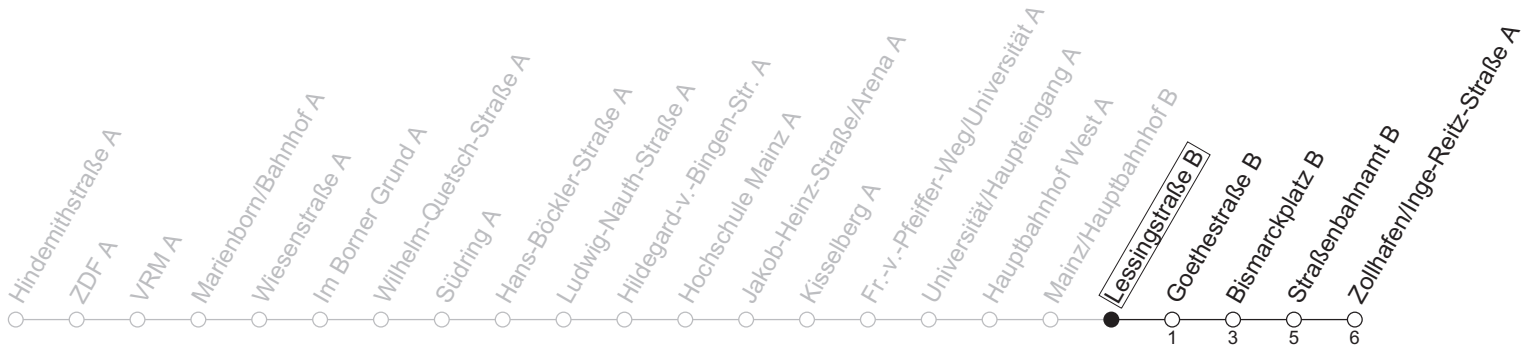 Hindemithstraße A
ZDF A
VRM A
Marienborn/Bahnhof A
Wiesenstraße A
Im Borner Grund A
Wilhelm-Quetsch-Straße A
Südring A
Hans-Böckler-Straße A
Ludwig-Nauth-Straße A
Hildegard-v.-Bingen-Str. A
Hochschule Mainz A
Jakob-Heinz-Straße/Arena A
Kisselberg A
Fr.-v.-Pfeiffer-Weg/Universität A
Universität/Haupteingang A
Hauptbahnhof West A
Mainz/Hauptbahnhof B
Lessingstraße B
Goethestraße B
Bismarckplatz B
Straßenbahnamt B
Zollhafen/Inge-Reitz-Straße A
1 3 5 6